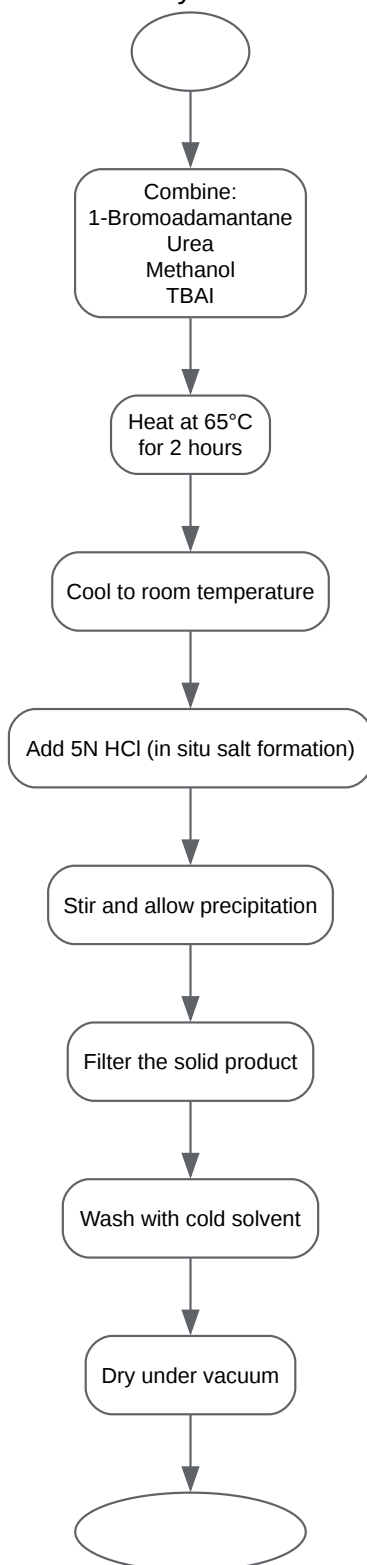 Combine:
1-Bromoadamantane
Urea
Methanol
TBAI
Heat at 65°C
for 2 hours
Cool to room temperature
Add 5N HCl (in situ salt formation)
Stir and allow precipitation
Filter the solid product
Wash with cold solvent
Dry under vacuum